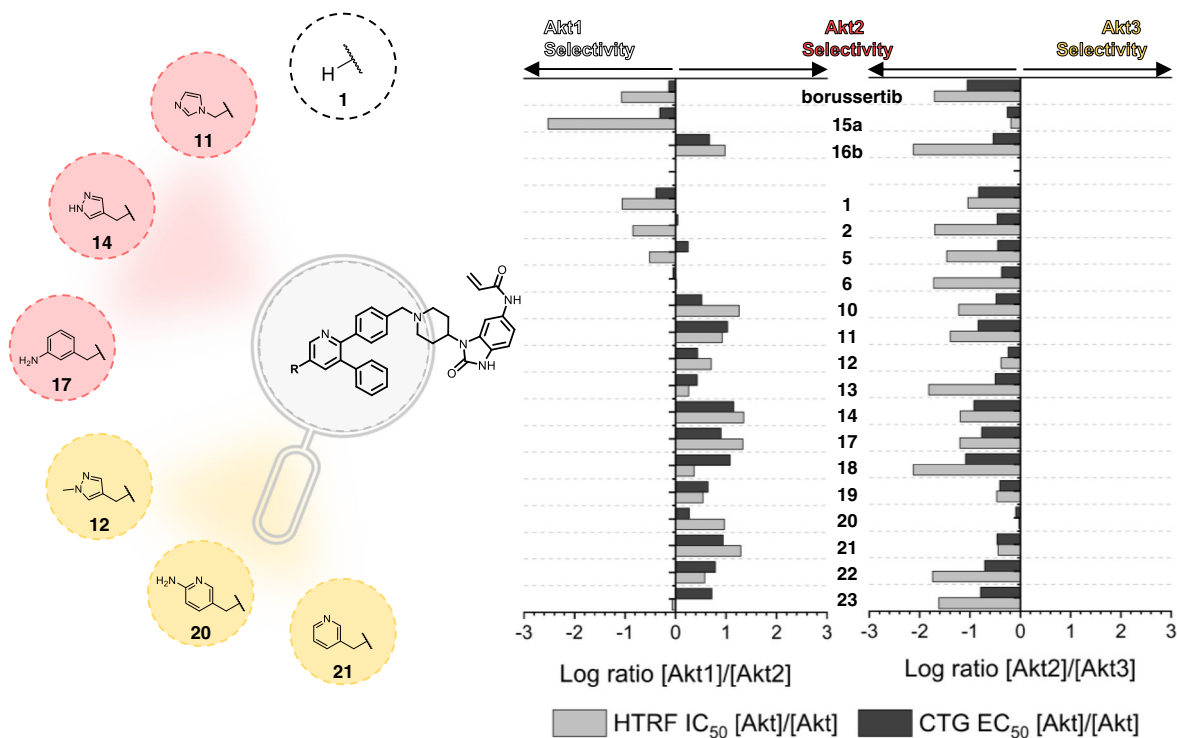 H
1
N
N
11
N
HN
14
H₂N
17
N
N
12
H₂N
N
20
N
21
O
NH
N
N
N
R
O
NH
Akt1
Selectivity
Akt2
Selectivity
Akt3
Selectivity
borussertib
15a
16b
1
2
5
6
10
11
12
13
14
17
18
19
20
21
22
23
-3 -2 -1 0 1 2 3
-3 -2 -1 0 1 2 3
Log ratio [Akt1]/[Akt2]
Log ratio [Akt2]/[Akt3]
HTRF IC₅₀ [Akt]/[Akt]
CTG EC₅₀ [Akt]/[Akt]